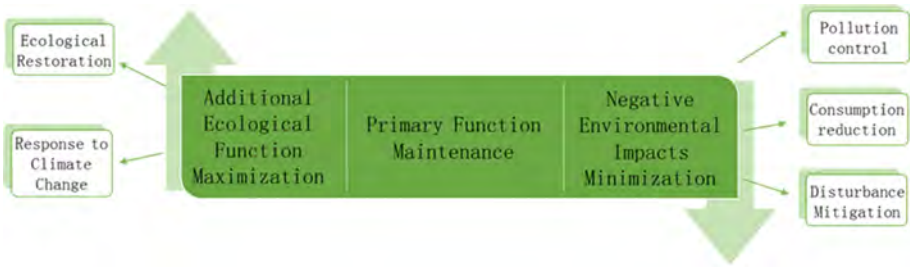 Ecological
Restoration
Response to
Climate
Change
Additional
Ecological
Function
Maximization
Primary Function
Maintenance
Negative
Environmental
Impacts
Minimization
Pollution
control
Consumption
reduction
Disturbance
Mitigation